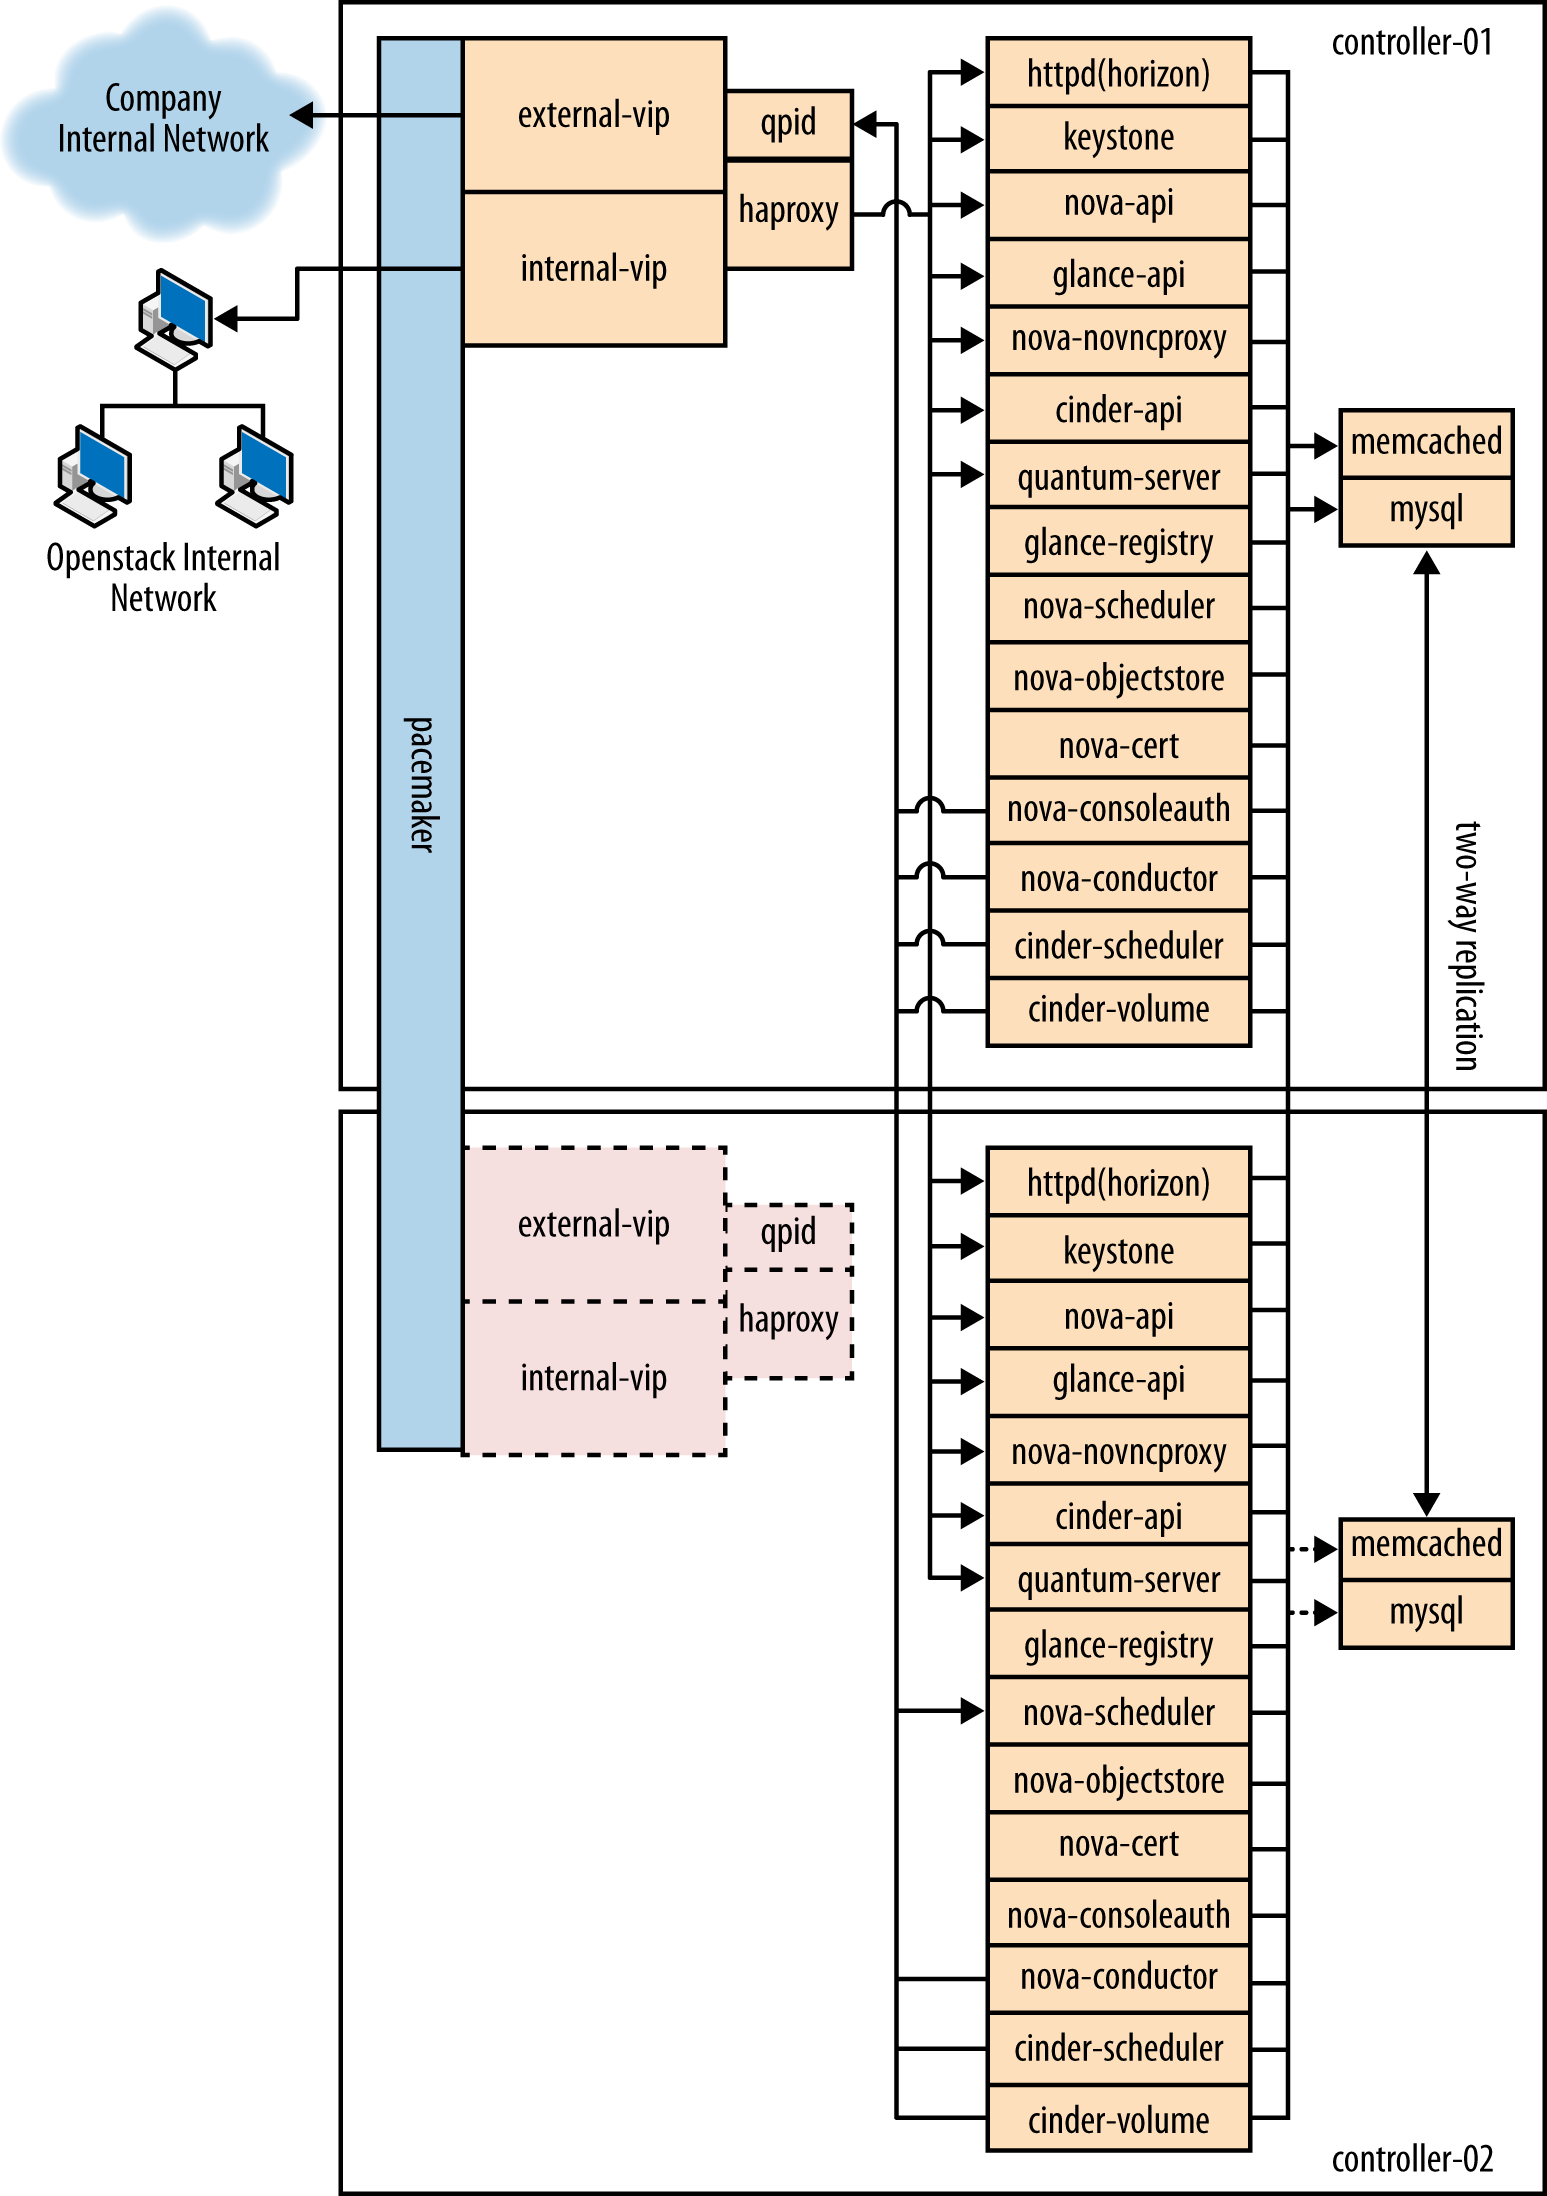 controller-01
Company
Internal Network
external-vip
qpid
haproxy
internal-vip
Openstack Internal
Network
pacemaker
httpd(horizon)
keystone
nova-api
glance-api
nova-novncproxy
cinder-api
quantum-server
glance-registry
nova-scheduler
nova-objectstore
nova-cert
nova-consoleauth
nova-conductor
cinder-scheduler
cinder-volume
memcached
mysql
two-way replication
external-vip
qpid
haproxy
internal-vip
httpd(horizon)
keystone
nova-api
glance-api
nova-novncproxy
cinder-api
quantum-server
glance-registry
nova-scheduler
nova-objectstore
nova-cert
nova-consoleauth
nova-conductor
cinder-scheduler
cinder-volume
memcached
mysql
controller-02